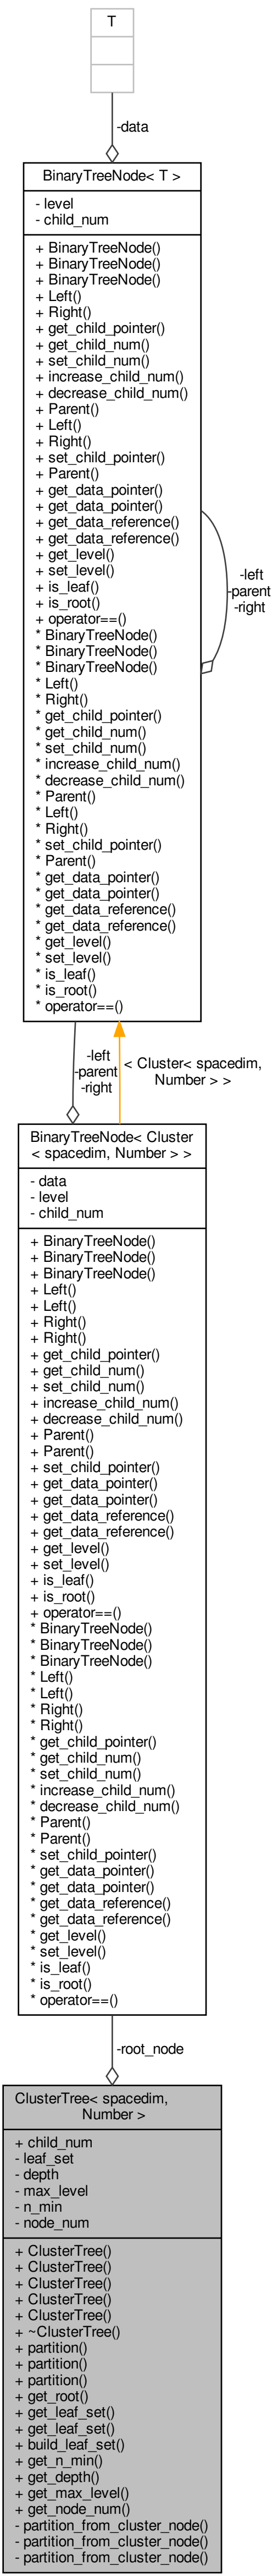 T
-data
BinaryTreeNode< T >
- level
- child_num
+ BinaryTreeNode()
+ BinaryTreeNode()
+ BinaryTreeNode()
+ Left()
+ Right()
+ get_child_pointer()
+ get_child_num()
+ set_child_num()
+ increase_child_num()
+ decrease_child_num()
+ Parent()
+ Left()
+ Right()
+ set_child_pointer()
+ Parent()
+ get_data_pointer()
+ get_data_pointer()
+ get_data_reference()
+ get_data_reference()
+ get_level()
+ set_level()
+ is_leaf()
+ is_root()
+ operator==()
* BinaryTreeNode()
* BinaryTreeNode()
* BinaryTreeNode()
* Left()
* Right()
* get_child_pointer()
* get_child_num()
* set_child_num()
* increase_child_num()
* decrease_child_num()
* Parent()
* Left()
* Right()
* set_child_pointer()
* Parent()
* get_data_pointer()
* get_data_pointer()
* get_data_reference()
* get_data_reference()
* get_level()
* set_level()
* is_leaf()
* is_root()
* operator==()
-left
-parent
-right
-left
-parent
-right
< Cluster< spacedim,
Number > >
BinaryTreeNode< Cluster
< spacedim, Number > >
- data
- level
- child_num
+ BinaryTreeNode()
+ BinaryTreeNode()
+ BinaryTreeNode()
+ Left()
+ Left()
+ Right()
+ Right()
+ get_child_pointer()
+ get_child_num()
+ set_child_num()
+ increase_child_num()
+ decrease_child_num()
+ Parent()
+ Parent()
+ set_child_pointer()
+ get_data_pointer()
+ get_data_pointer()
+ get_data_reference()
+ get_data_reference()
+ get_level()
+ set_level()
+ is_leaf()
+ is_root()
+ operator==()
* BinaryTreeNode()
* BinaryTreeNode()
* BinaryTreeNode()
* Left()
* Left()
* Right()
* Right()
* get_child_pointer()
* get_child_num()
* set_child_num()
* increase_child_num()
* decrease_child_num()
* Parent()
* Parent()
* set_child_pointer()
* get_data_pointer()
* get_data_pointer()
* get_data_reference()
* get_data_reference()
* get_level()
* set_level()
* is_leaf()
* is_root()
* operator==()
-root_node
ClusterTree< spacedim,
Number >
+ child_num
- leaf_set
- depth
- max_level
- n_min
- node_num
+ ClusterTree()
+ ClusterTree()
+ ClusterTree()
+ ClusterTree()
+ ClusterTree()
+ ~ClusterTree()
+ partition()
+ partition()
+ partition()
+ get_root()
+ get_leaf_set()
+ get_leaf_set()
+ build_leaf_set()
+ get_n_min()
+ get_depth()
+ get_max_level()
+ get_node_num()
- partition_from_cluster_node()
- partition_from_cluster_node()
- partition_from_cluster_node()